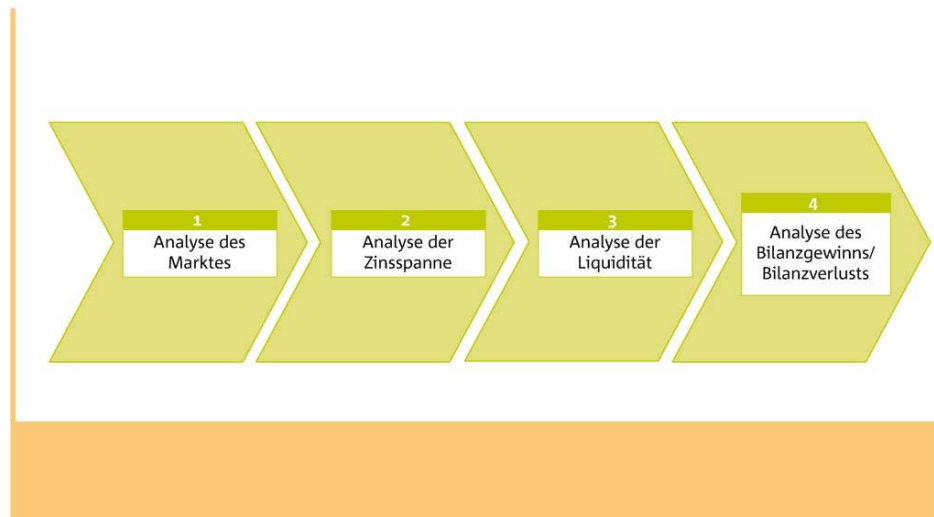 1
Analyse des
Marktes
2
Analyse der
Zinsspanne
3
Analyse der
Liquidität
4
Analyse des
Bilanzgewinns/
Bilanzverlusts